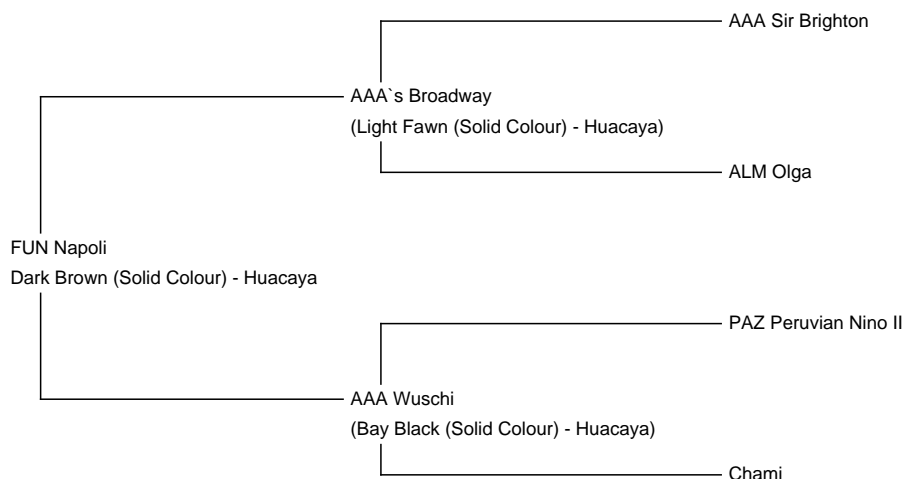 AAA Sir Brighton
AAA`s Broadway
(Light Fawn (Solid Colour) - Huacaya)
ALM Olga
FUN Napoli
Dark Brown (Solid Colour) - Huacaya
PAZ Peruvian Nino II
AAA Wuschi
(Bay Black (Solid Colour) - Huacaya)
Chami